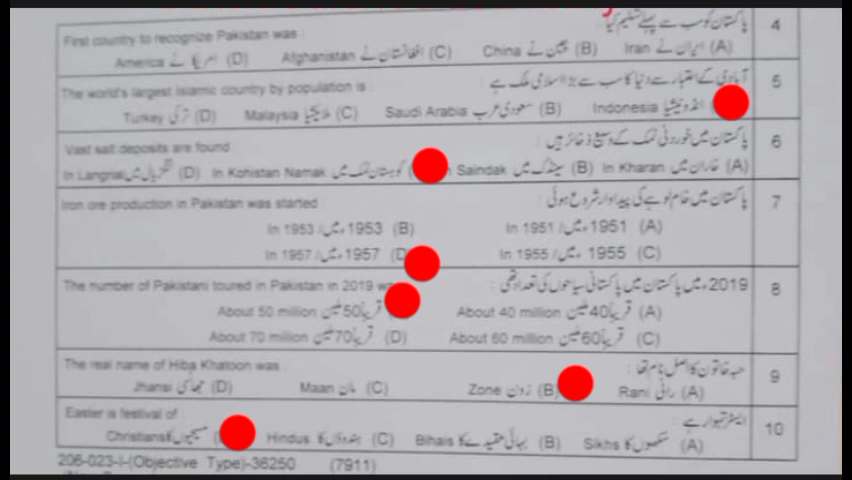 First country to recognize Pakistan was : پاکستان کو سب سے پہلے تسلیم کیا : 4
America امریکا نے (D) Afghanistan افغانستان نے (C) China چین نے (B) Iran ایران نے (A)
The world's largest Islamic country by population is : آبادی کے اعتبار سے دنیا کا سب سے بڑا اسلامی ملک ہے : 5
Turkey ترکی (D) Malaysia ملائیشیا (C) Saudi Arabia سعودی عرب (B) Indonesia انڈونیشیا
Vast salt deposits are found : پاکستان میں خوردنی نمک کے وسیع ذخائر ہیں : 6
In Langrial لنگڑیال میں (D) In Kohistan Namak کوہستان نمک میں Saindak سینڈک میں (B) In Kharan خاران میں (A)
Iron ore production in Pakistan was started : پاکستان میں خام لوہے کی پیداوار شروع ہوئی : 7
In 1953 / 1953ء میں (B) In 1951 / 1951ء میں (A)
In 1957 / 1957ء میں (D In 1955 / 1955ء میں (C)
The number of Pakistani toured in Pakistan in 2019 w 2019ء میں پاکستان میں پاکستانی سیاحوں کی تعداد تھی : 8
About 50 million قریباً 50 ملین About 40 million قریباً 40 ملین (A)
About 70 million قریباً 70 ملین (D) About 60 million قریباً 60 ملین (C)
The real name of Hiba Khatoon was : حبہ خاتون کا اصل نام تھا : 9
Jhansi جھانسی (D) Maan مان (C) Zone زون (B) Rani رانی (A)
Easter is festival of : ایسٹر تہوار ہے : 10
Christians مسیحیوں کا Hindus ہندوؤں کا (C) Bihais بہائی عقیدے کا (B) Sikhs سکھوں کا (A)
206-023-I-(Objective Type)-36250 (7911)